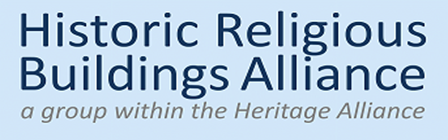 Historic Religious
Buildings Alliance
a group within the Heritage Alliance